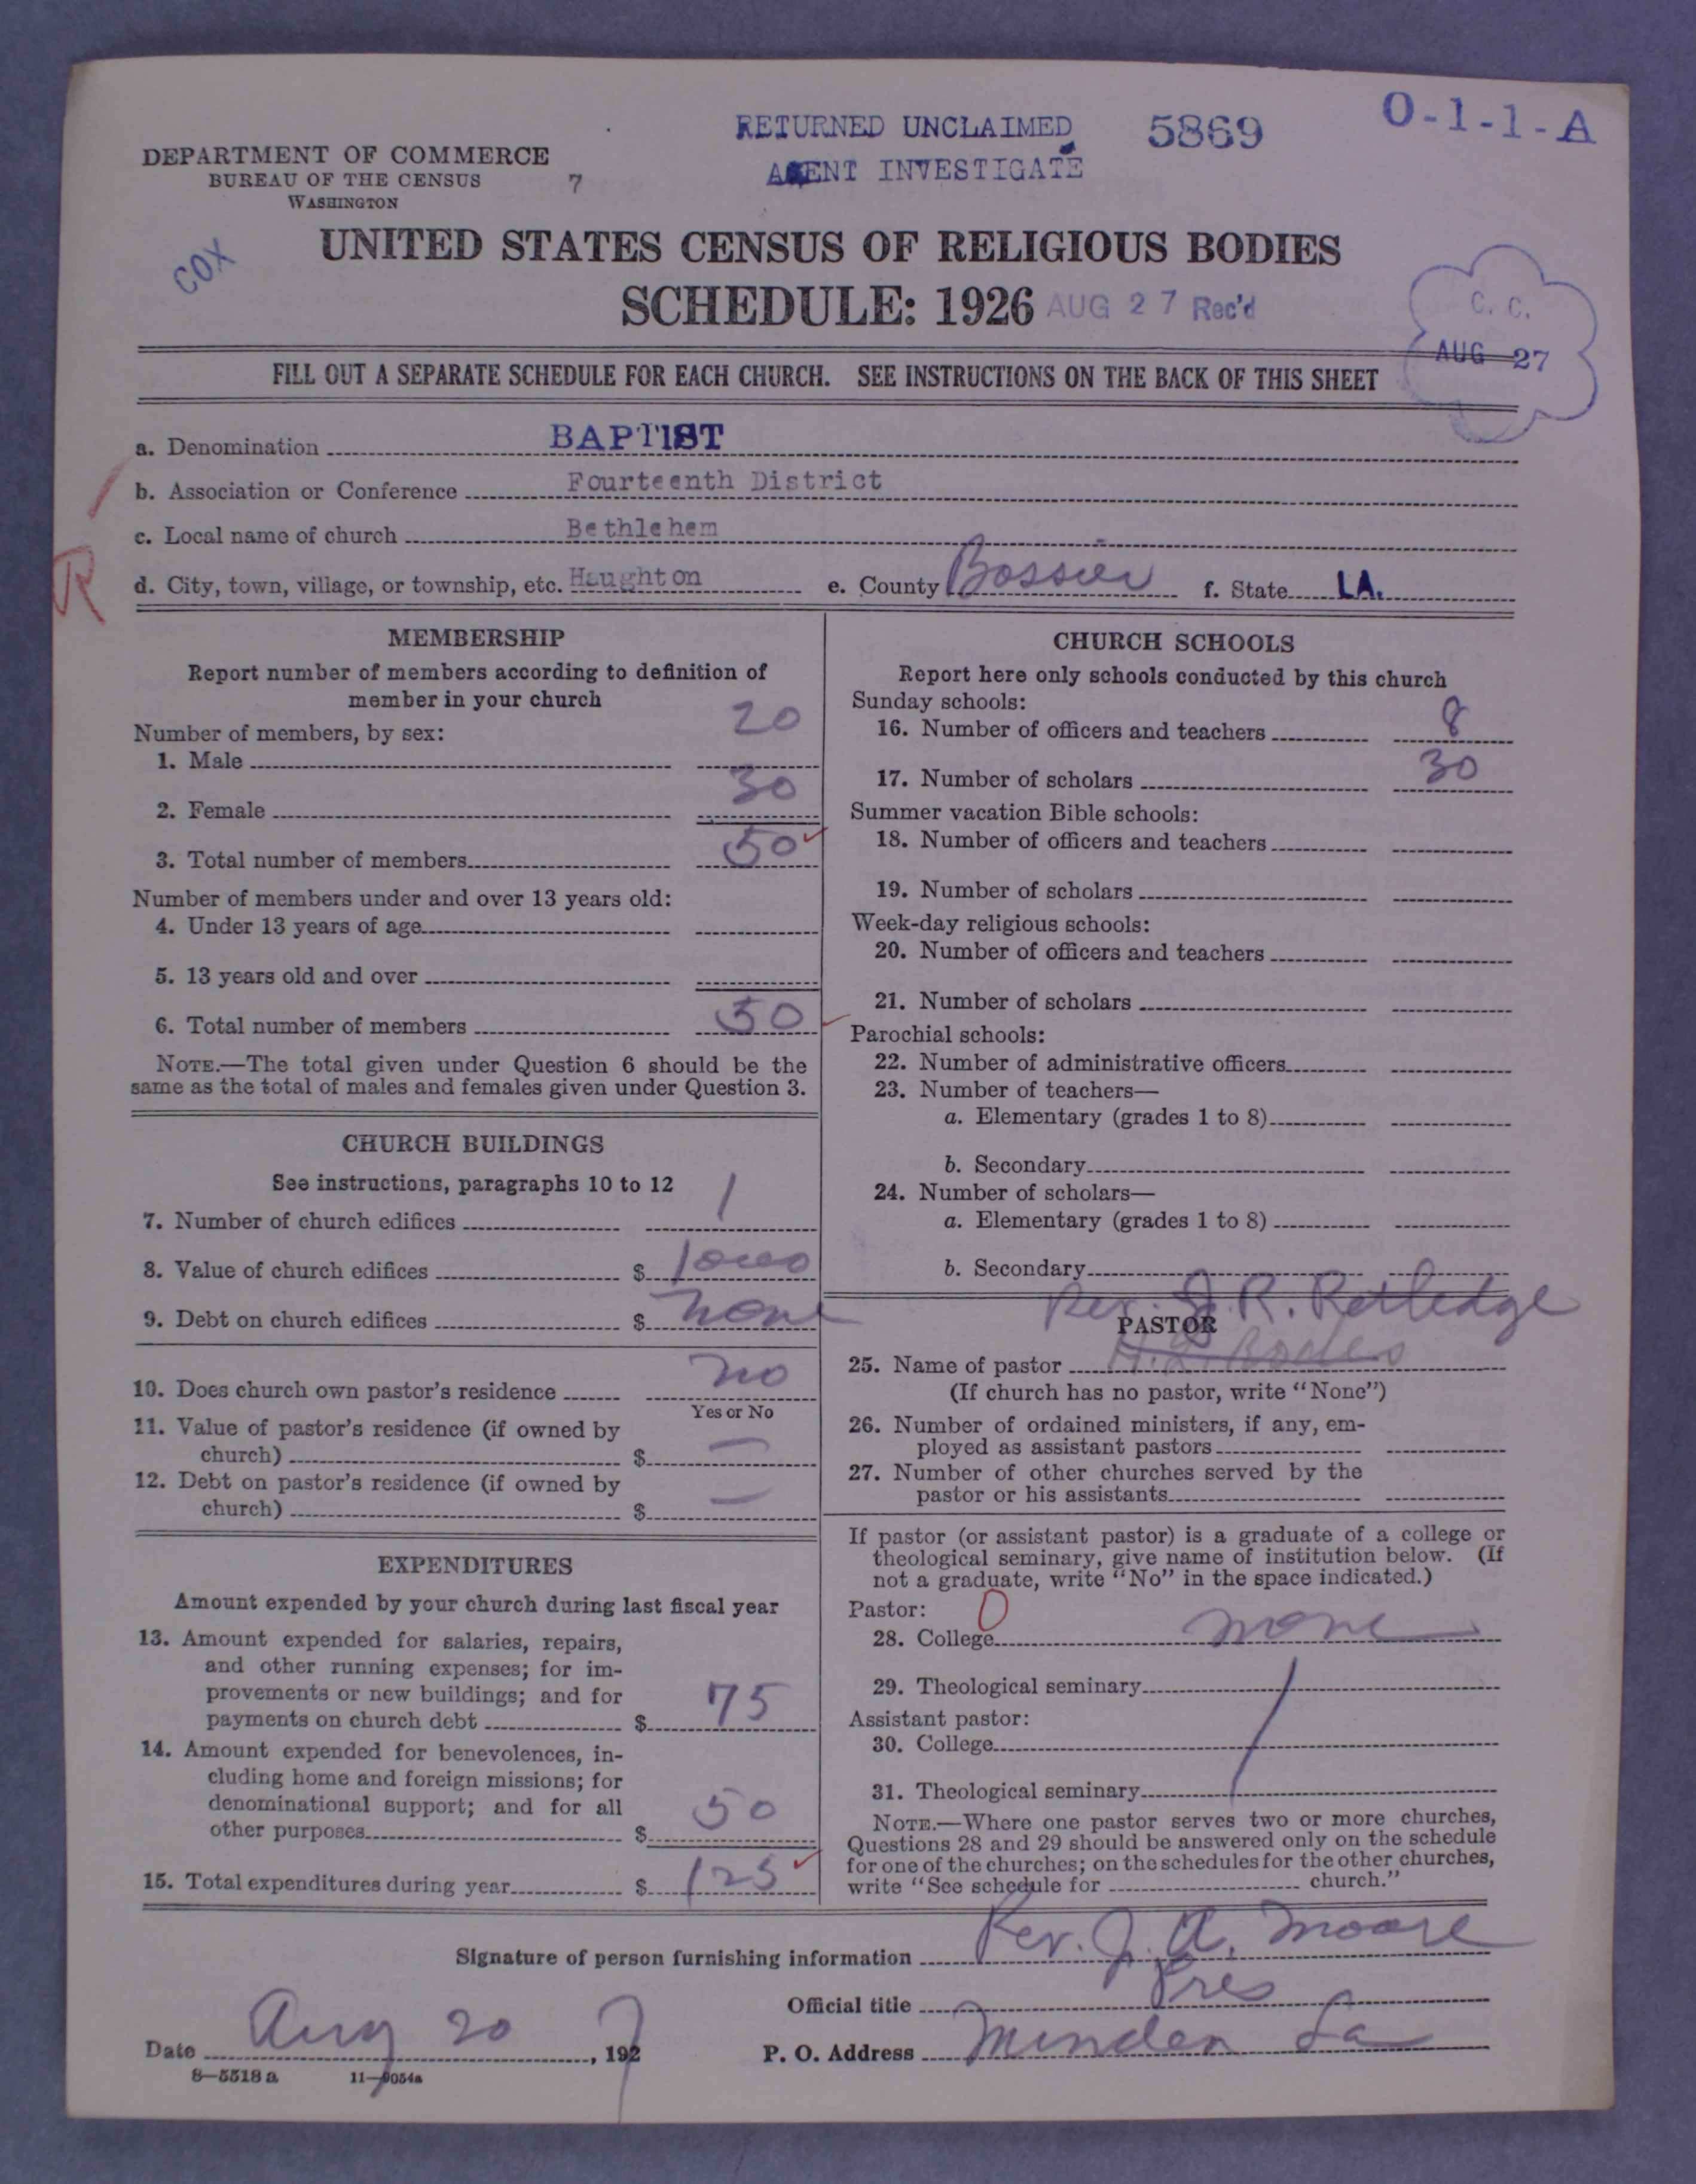 RETURNED UNCLAIMED 5869 O-1-1-A
AGENT INVESTIGATE
DEPARTMENT OF COMMERCE
BUREAU OF THE CENSUS 7
WASHINGTON
COX
UNITED STATES CENSUS OF RELIGIOUS BODIES
SCHEDULE: 1926 AUG 27 Rec'd
C. C.
AUG 27
FILL OUT A SEPARATE SCHEDULE FOR EACH CHURCH. SEE INSTRUCTIONS ON THE BACK OF THIS SHEET
a. Denomination BAPTIST
b. Association or Conference Fourteenth District
c. Local name of church Bethlehem
R
d. City, town, village, or township, etc. Haughton e. County Bossier f. State LA.
MEMBERSHIP
Report number of members according to definition of
member in your church
Number of members, by sex:
1. Male 20
2. Female 30
3. Total number of members 50
Number of members under and over 13 years old:
4. Under 13 years of age
5. 13 years old and over
6. Total number of members 50
NOTE.—The total given under Question 6 should be the
same as the total of males and females given under Question 3.
CHURCH BUILDINGS
See instructions, paragraphs 10 to 12
7. Number of church edifices 1
8. Value of church edifices $ 1000
9. Debt on church edifices $ none
10. Does church own pastor's residence no
Yes or No
11. Value of pastor's residence (if owned by
church) $ —
12. Debt on pastor's residence (if owned by
church) $ —
EXPENDITURES
Amount expended by your church during last fiscal year
13. Amount expended for salaries, repairs,
and other running expenses; for im-
provements or new buildings; and for
payments on church debt $ 75
14. Amount expended for benevolences, in-
cluding home and foreign missions; for
denominational support; and for all
other purposes $ 50
15. Total expenditures during year $ 125
CHURCH SCHOOLS
Report here only schools conducted by this church
Sunday schools:
16. Number of officers and teachers 8
17. Number of scholars 30
Summer vacation Bible schools:
18. Number of officers and teachers
19. Number of scholars
Week-day religious schools:
20. Number of officers and teachers
21. Number of scholars
Parochial schools:
22. Number of administrative officers
23. Number of teachers—
a. Elementary (grades 1 to 8)
b. Secondary
24. Number of scholars—
a. Elementary (grades 1 to 8)
b. Secondary
Rev. J. R. Retledge
PASTOR
25. Name of pastor
(If church has no pastor, write "None")
26. Number of ordained ministers, if any, em-
ployed as assistant pastors
27. Number of other churches served by the
pastor or his assistants
If pastor (or assistant pastor) is a graduate of a college or
theological seminary, give name of institution below. (If
not a graduate, write "No" in the space indicated.)
Pastor: 0
28. College none
29. Theological seminary
Assistant pastor:
30. College
31. Theological seminary
NOTE.—Where one pastor serves two or more churches,
Questions 28 and 29 should be answered only on the schedule
for one of the churches; on the schedules for the other churches,
write "See schedule for church."
Signature of person furnishing information Rev. J. A. Moore
Official title Pres
Date Aug 20, 1927 P. O. Address Minden La
8—5518 a 11—9054a